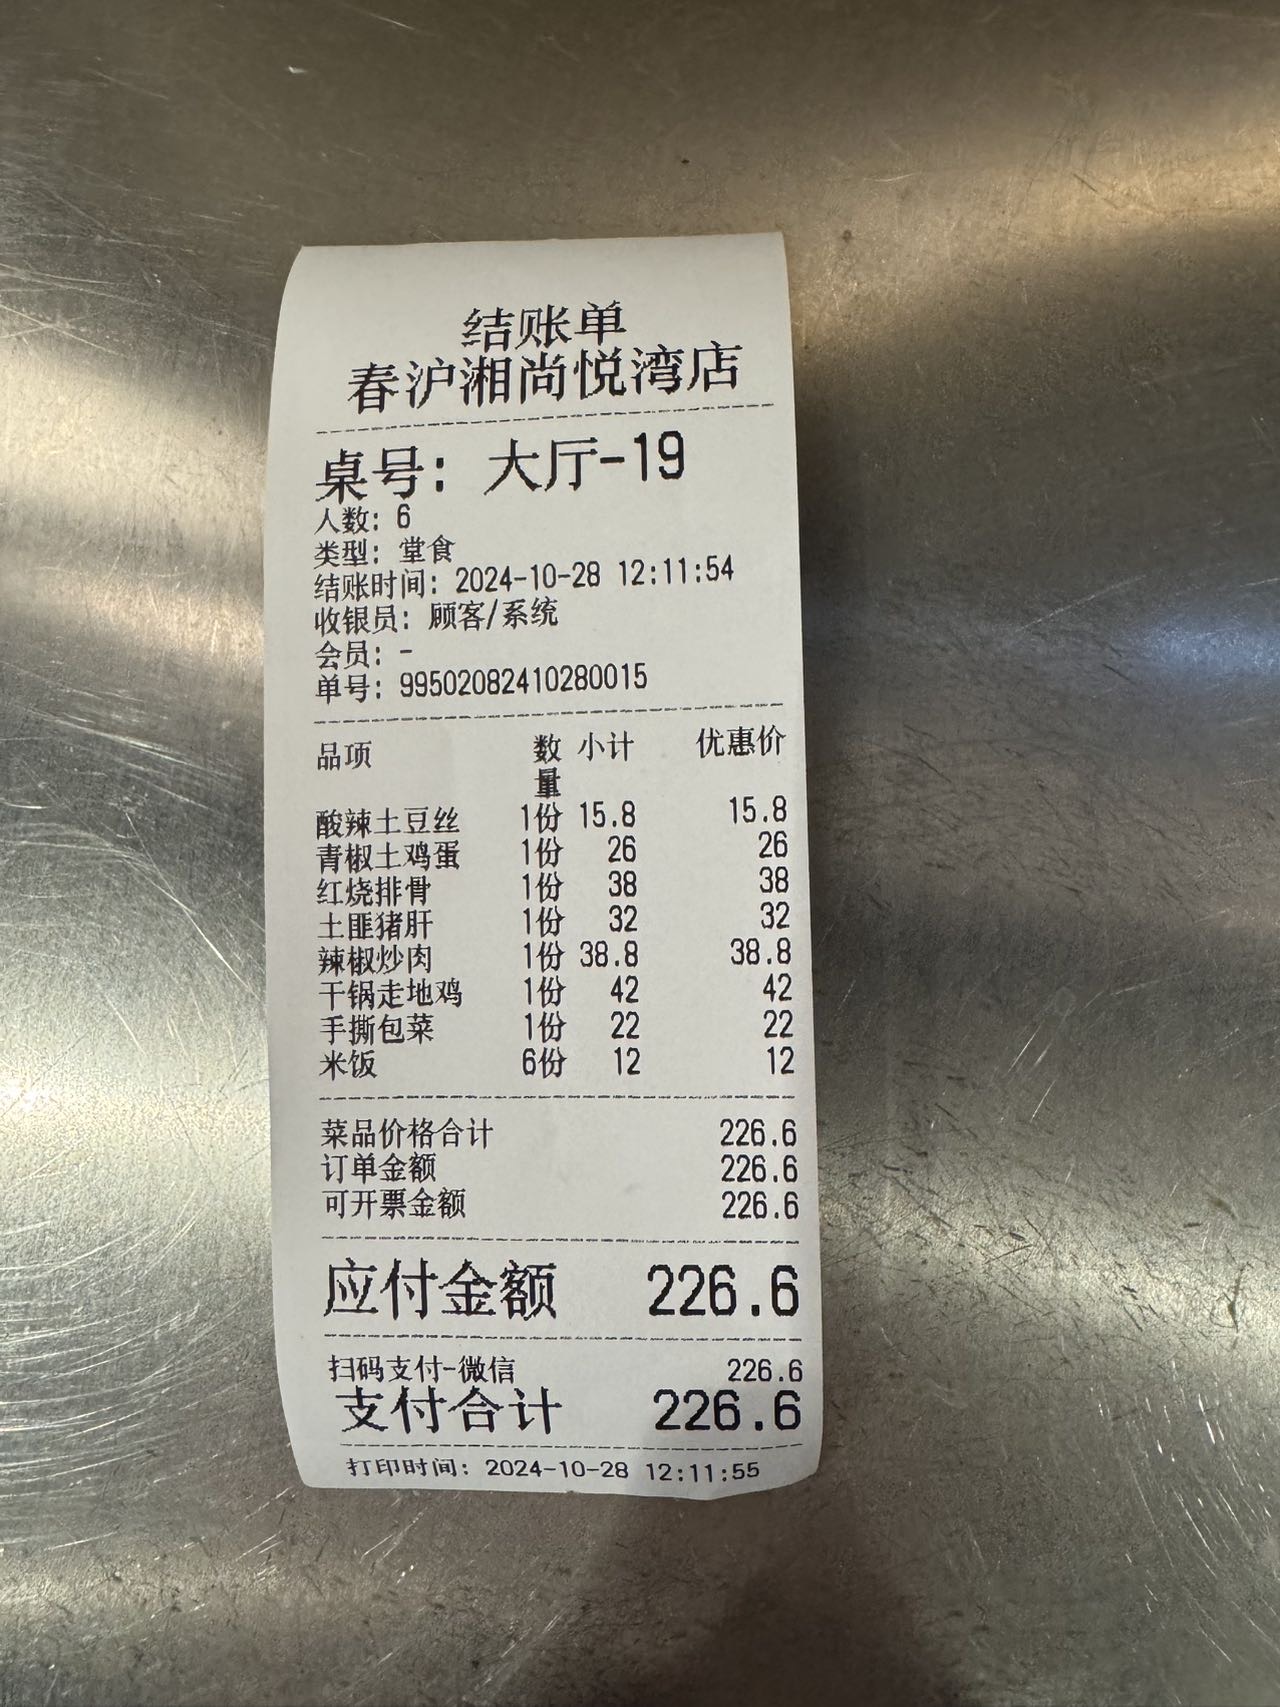 结账单
春沪湘尚悦湾店
桌号: 大厅-19
人数: 6
类型: 堂食
结账时间: 2024-10-28 12:11:54
收银员: 顾客/系统
会员: -
单号: 99502082410280015
品项 数量 小计 优惠价
酸辣土豆丝 1份 15.8 15.8
青椒土鸡蛋 1份 26 26
红烧排骨 1份 38 38
土匪猪肝 1份 32 32
辣椒炒肉 1份 38.8 38.8
干锅走地鸡 1份 42 42
手撕包菜 1份 22 22
米饭 6份 12 12
菜品价格合计 226.6
订单金额 226.6
可开票金额 226.6
应付金额 226.6
扫码支付-微信 226.6
支付合计 226.6
打印时间: 2024-10-28 12:11:55